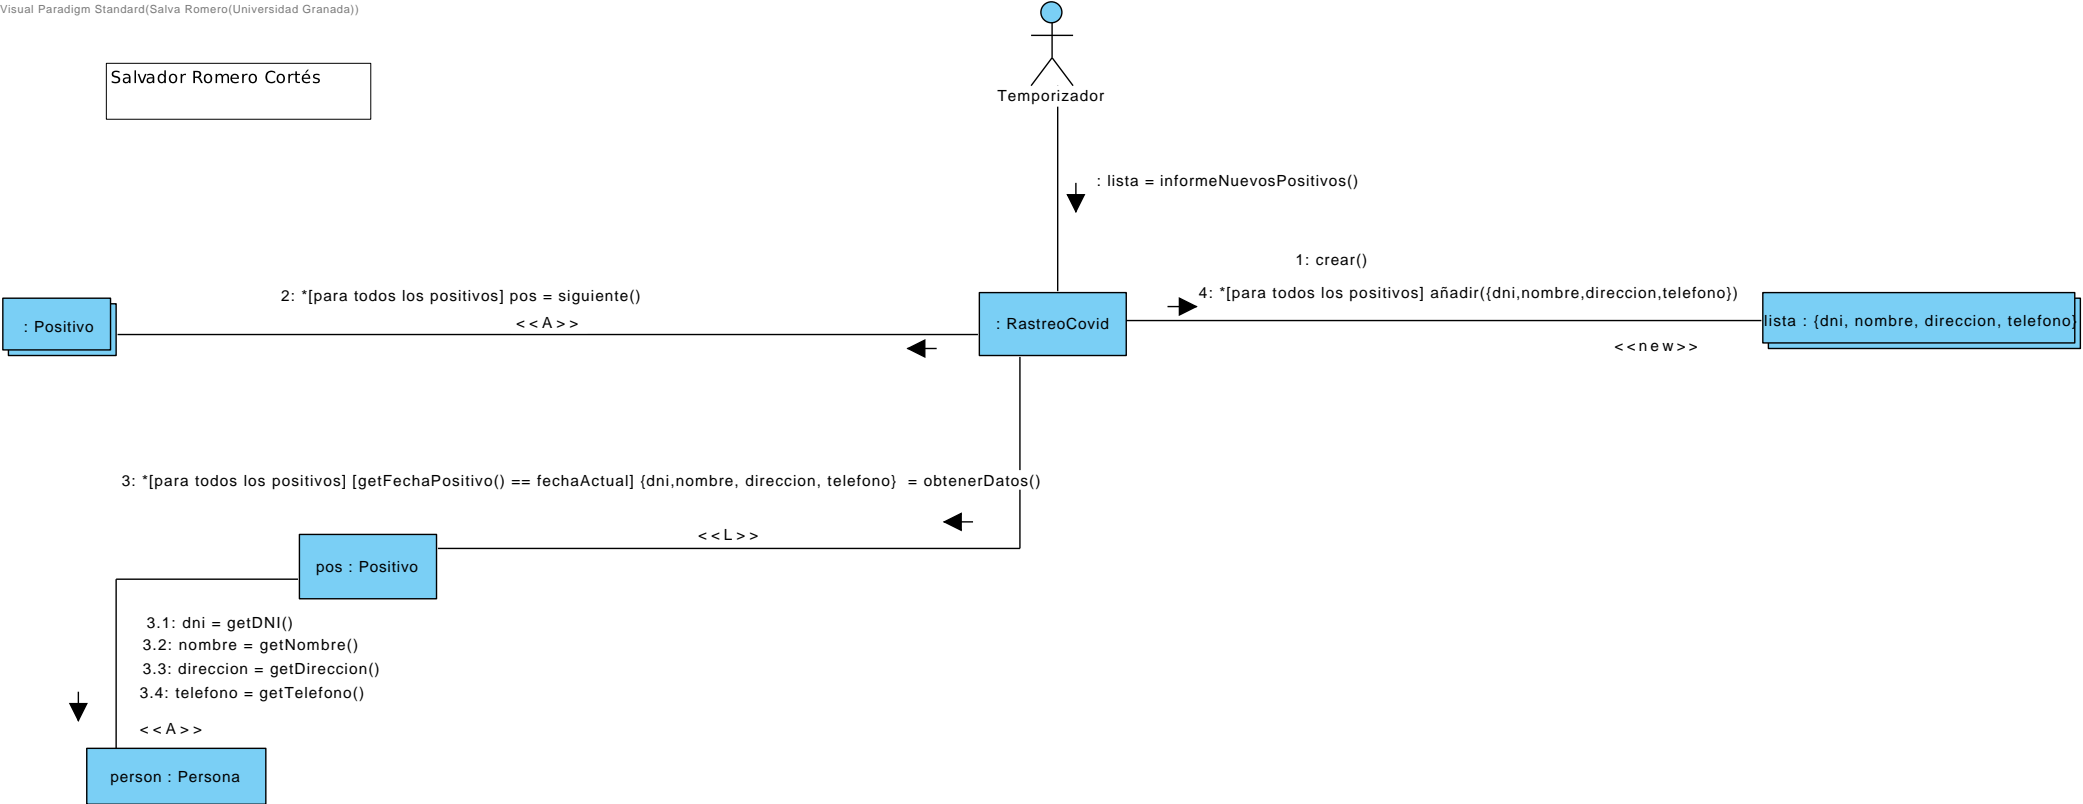 Visual Paradigm Standard(Salva Romero(Universidad Granada))
Salvador Romero Cortés
Temporizador
: lista = informeNuevosPositivos()
1: crear()
2: *[para todos los positivos] pos = siguiente()
4: *[para todos los positivos] añadir({dni,nombre,direccion,telefono})
: Positivo
<<A>>
: RastreoCovid
lista : {dni, nombre, direccion, telefono}
<<new>>
3: *[para todos los positivos] [getFechaPositivo() == fechaActual] {dni,nombre, direccion, telefono}  = obtenerDatos()
<<L>>
pos : Positivo
3.1: dni = getDNI()
3.2: nombre = getNombre()
3.3: direccion = getDireccion()
3.4: telefono = getTelefono()
<<A>>
person : Persona